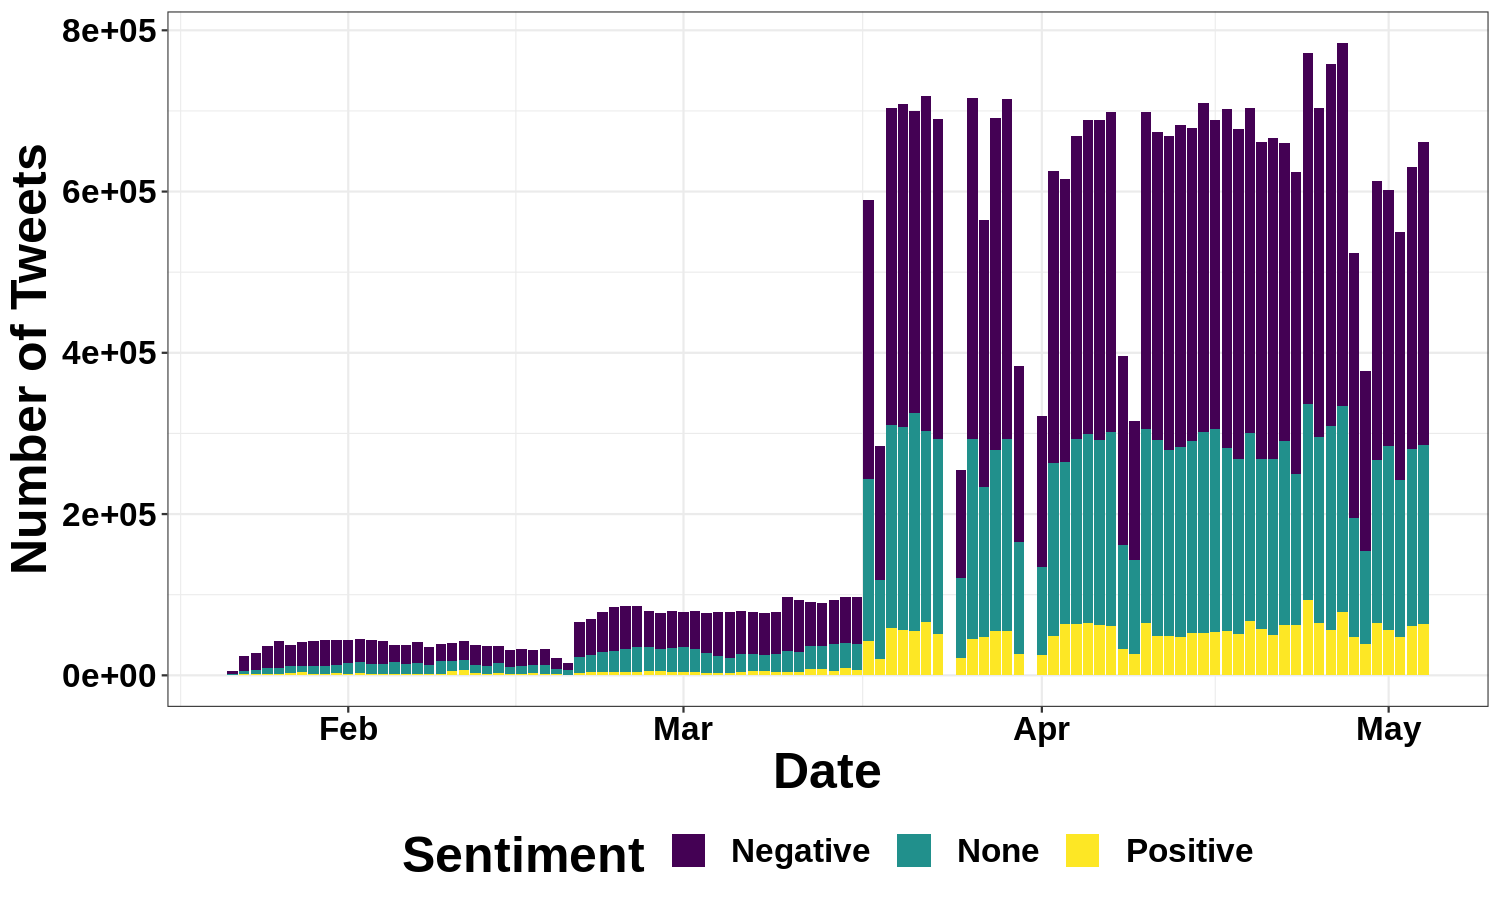 Number of Tweets
8e+05
6e+05
4e+05
2e+05
0e+00
Feb Mar Apr May
Date
Sentiment Negative None Positive